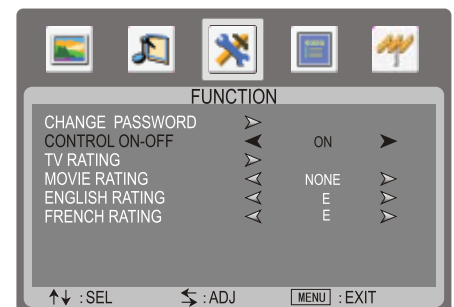 FUNCTION
CHANGE PASSWORD
CONTROL ON-OFF ON
TV RATING
MOVIE RATING NONE
ENGLISH RATING E
FRENCH RATING E
: SEL : ADJ MENU : EXIT